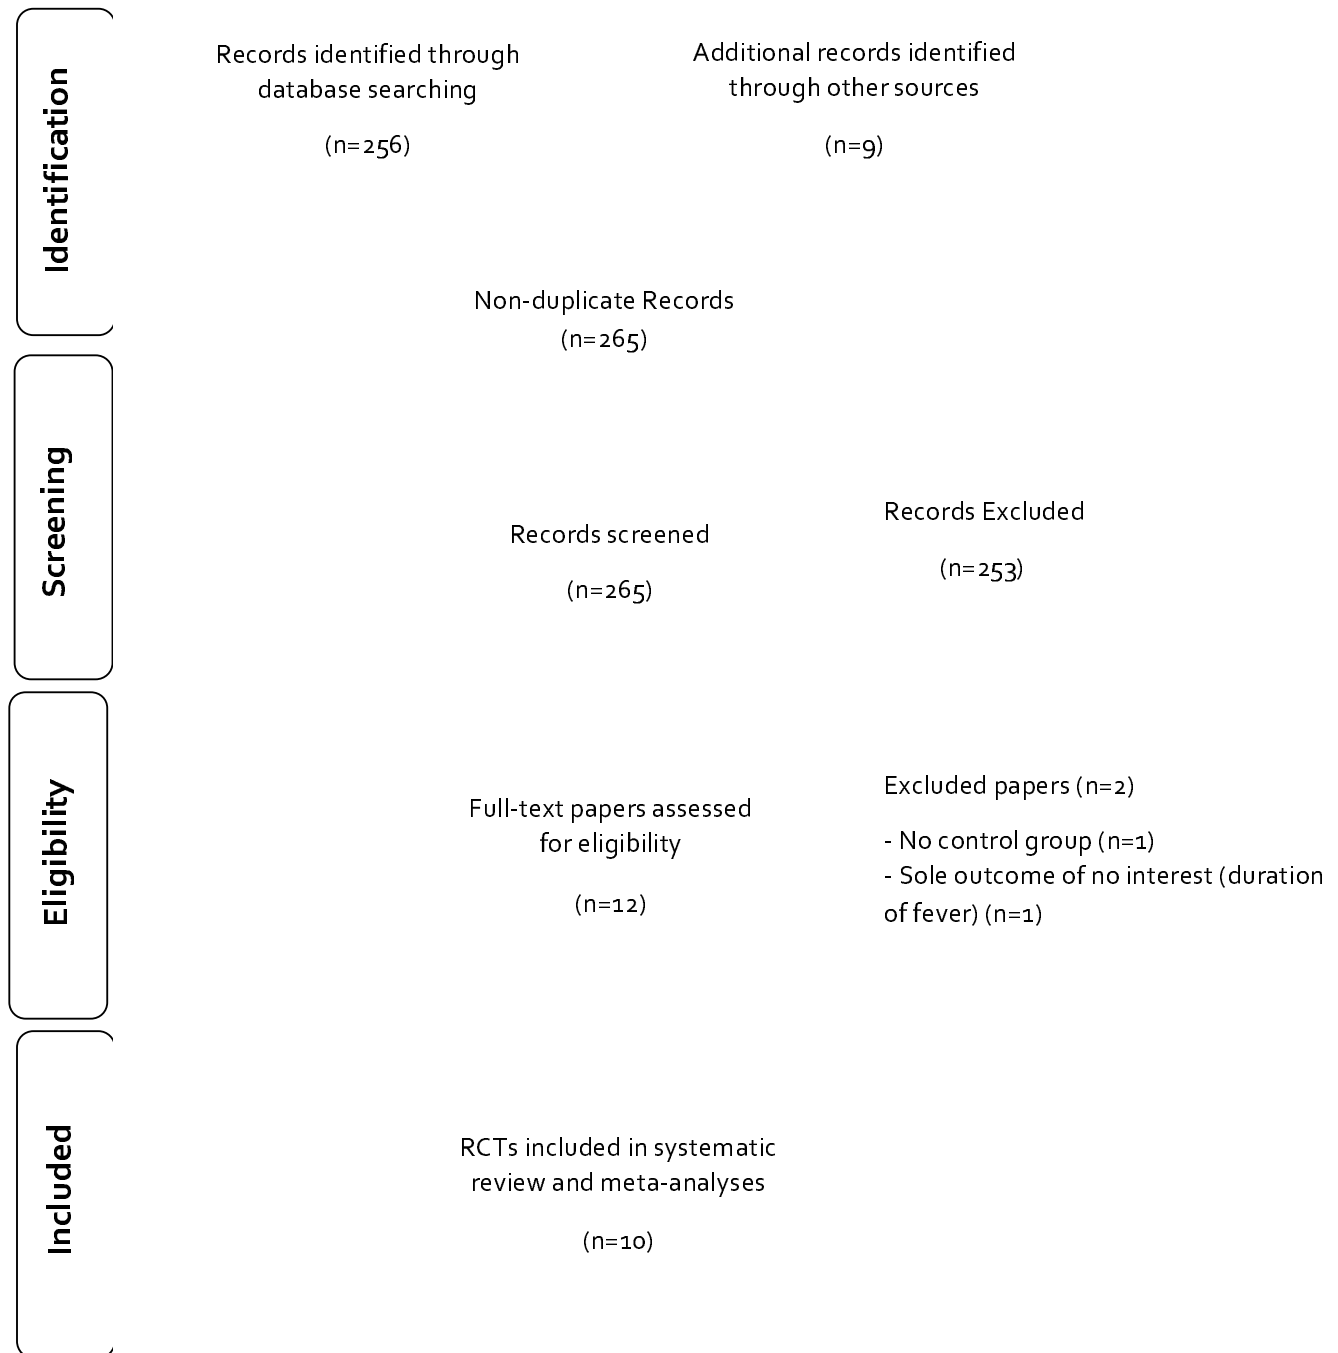 Identification
Records identified through
database searching
(n=256)
Additional records identified
through other sources
(n=9)
Non-duplicate Records
(n=265)
Screening
Records screened
(n=265)
Records Excluded
(n=253)
Eligibility
Full-text papers assessed
for eligibility
(n=12)
Excluded papers (n=2)
- No control group (n=1)
- Sole outcome of no interest (duration
of fever) (n=1)
Included
RCTs included in systematic
review and meta-analyses
(n=10)